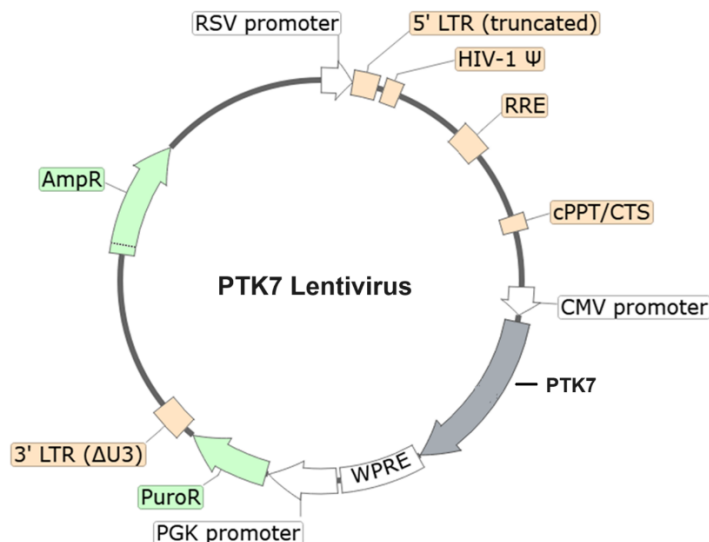 RSV promoter
5' LTR (truncated)
HIV-1 Ψ
RRE
AmpR
cPPT/CTS
PTK7 Lentivirus
CMV promoter
PTK7
3' LTR (ΔU3)
WPRE
PuroR
PGK promoter